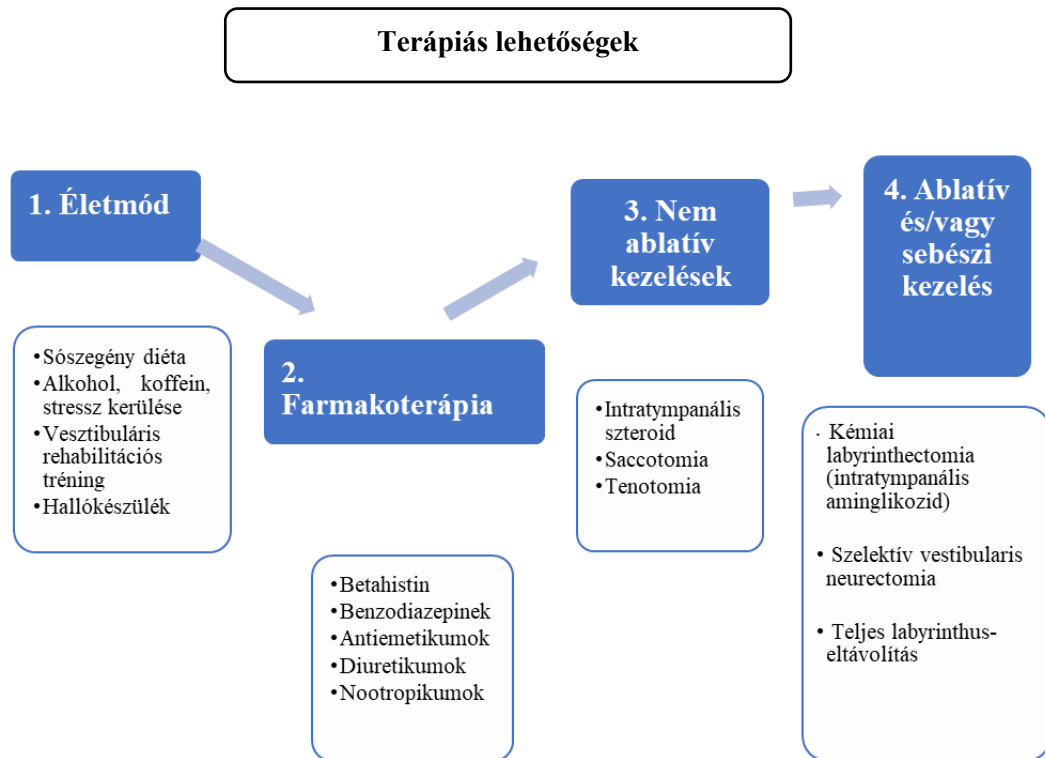 Terápiás lehetőségek
1. Életmód
•Sószegény diéta
•Alkohol, koffein,
stressz kerülése
•Vesztibuláris
rehabilitációs
tréning
•Hallókészülék
2.
Farmakoterápia
•Betahistin
•Benzodiazepinek
•Antiemetikumok
•Diuretikumok
•Nootropikumok
3. Nem
ablatív
kezelések
•Intratympanális
szteroid
•Saccotomia
•Tenotomia
4. Ablatív
és/vagy
sebészi
kezelés
· Kémiai
labyrinthectomia
(intratympanális
aminglikozid)
• Szelektív vestibularis
neurectomia
• Teljes labyrinthus-
eltávolítás